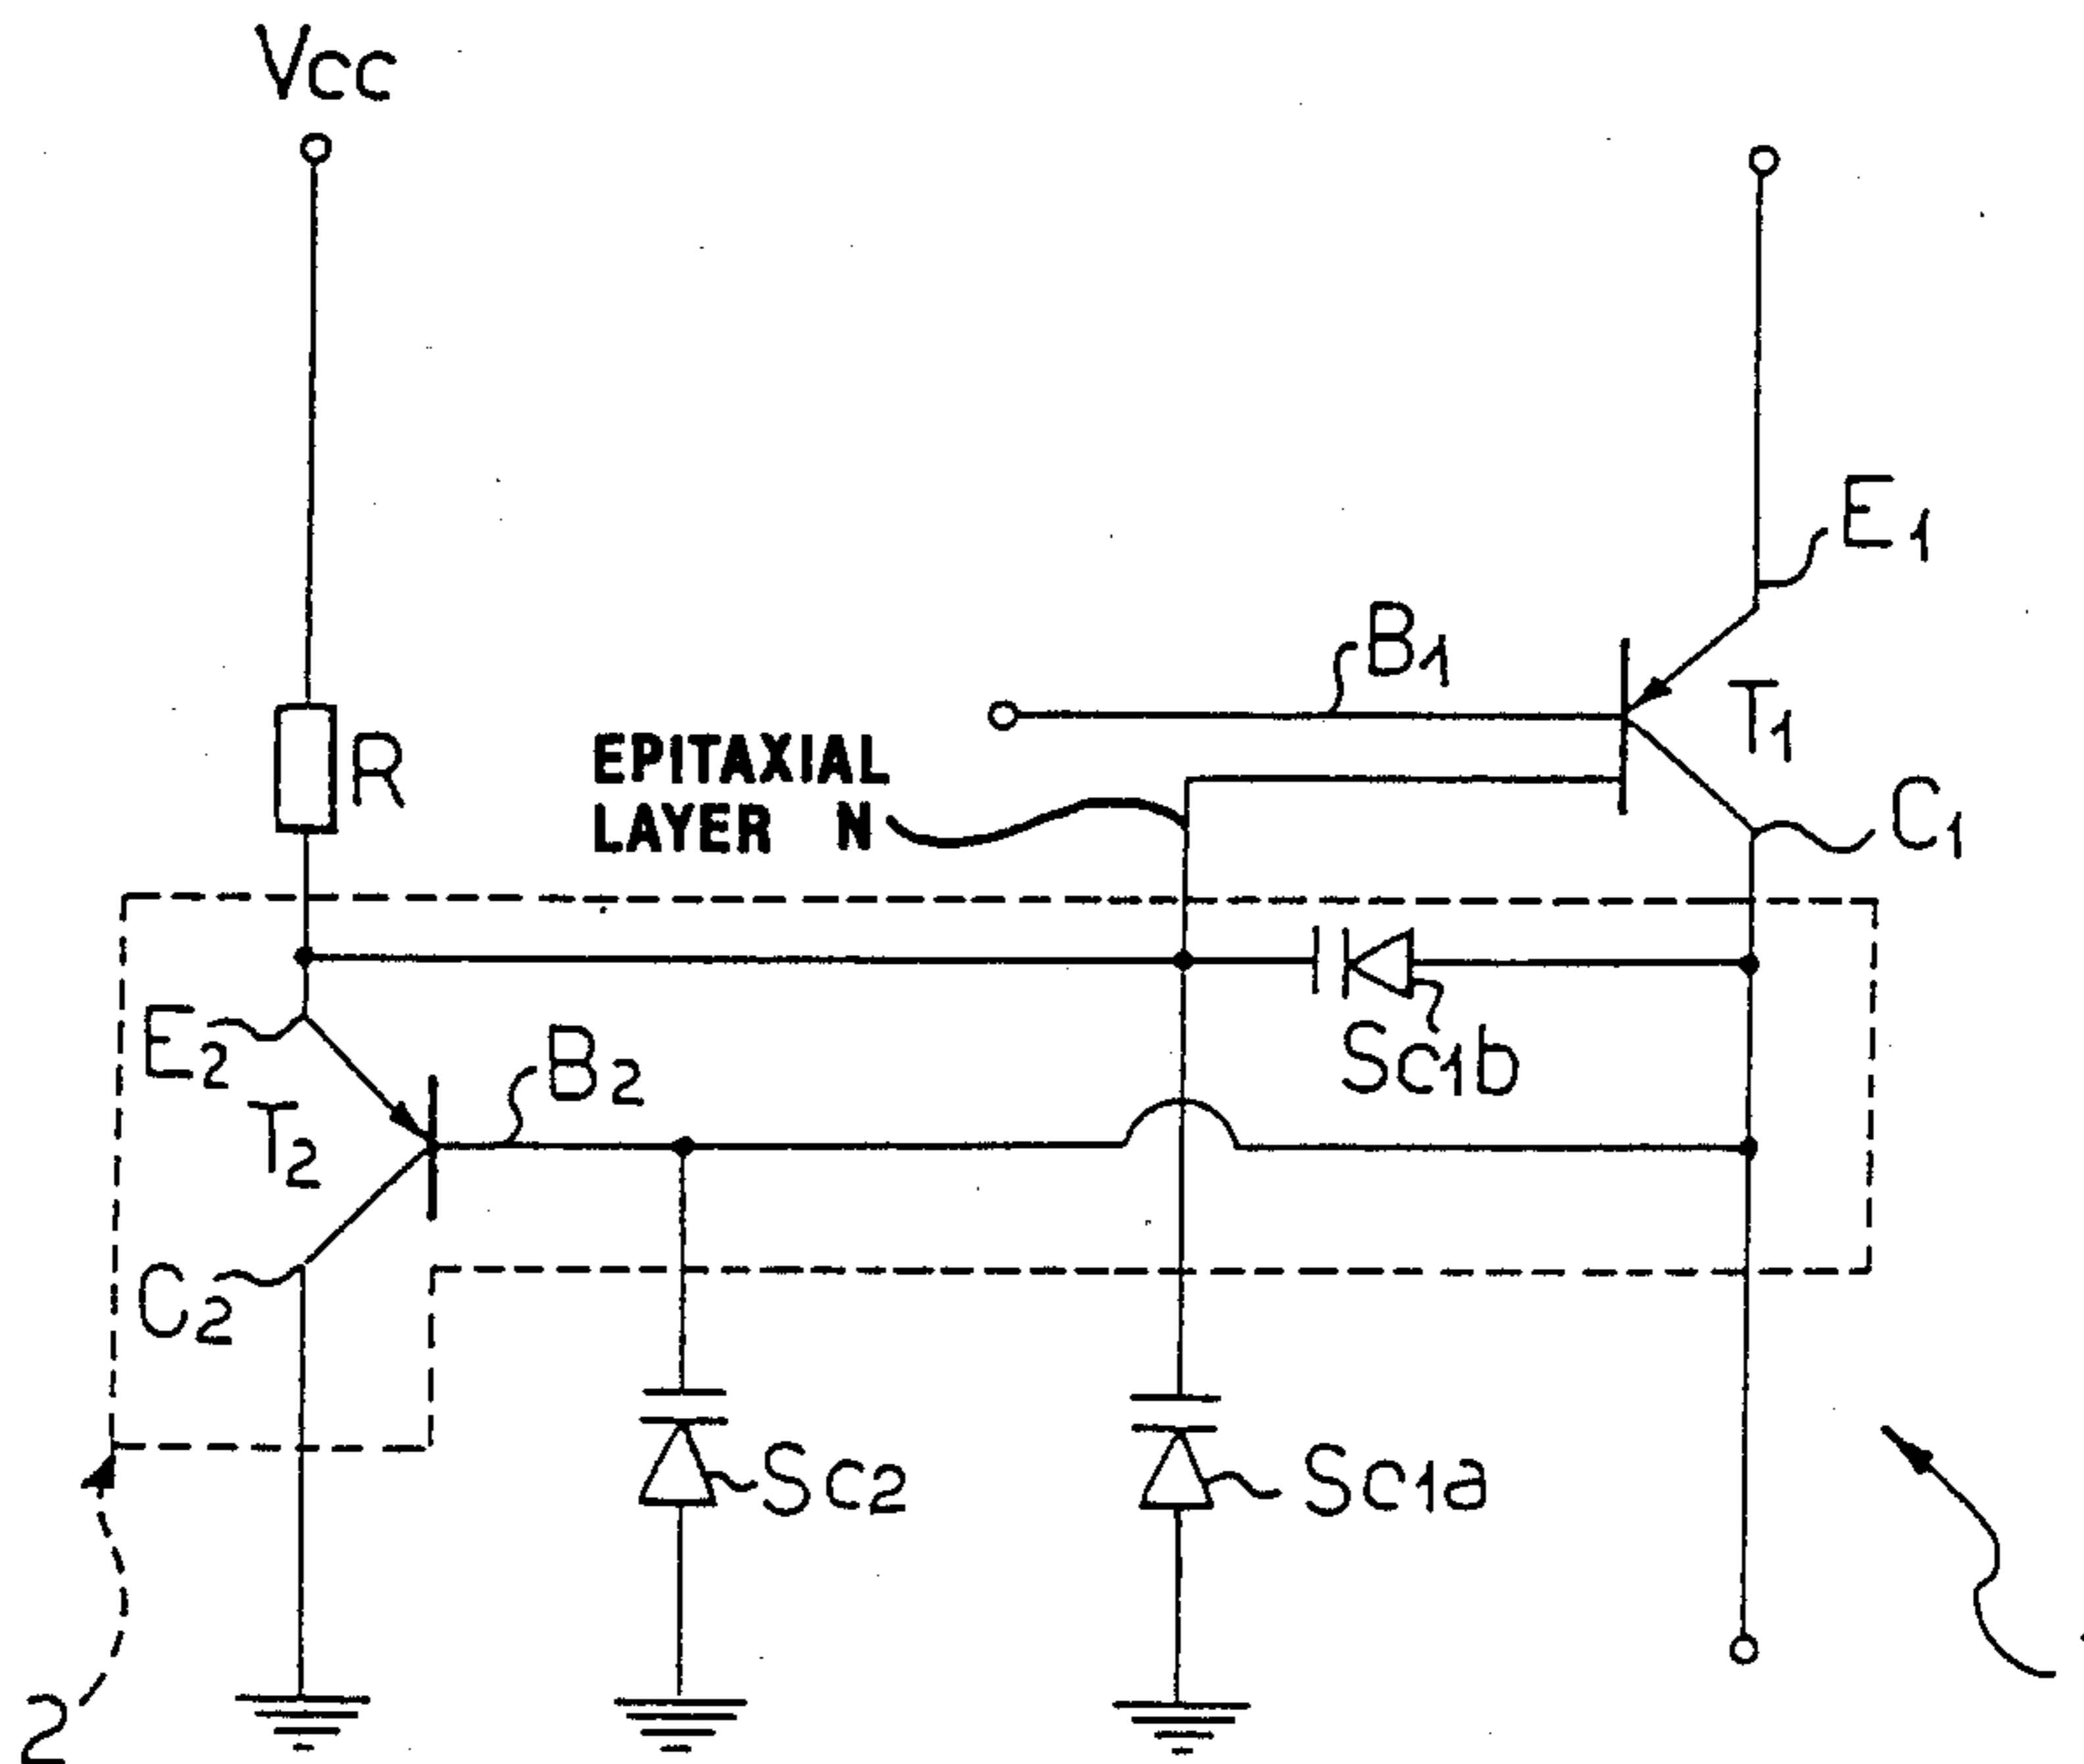 Vcc
E1
B1
T1
R
EPITAXIAL
LAYER N
C1
E2
B2
Sc1b
T2
C2
Sc2
Sc1a
2